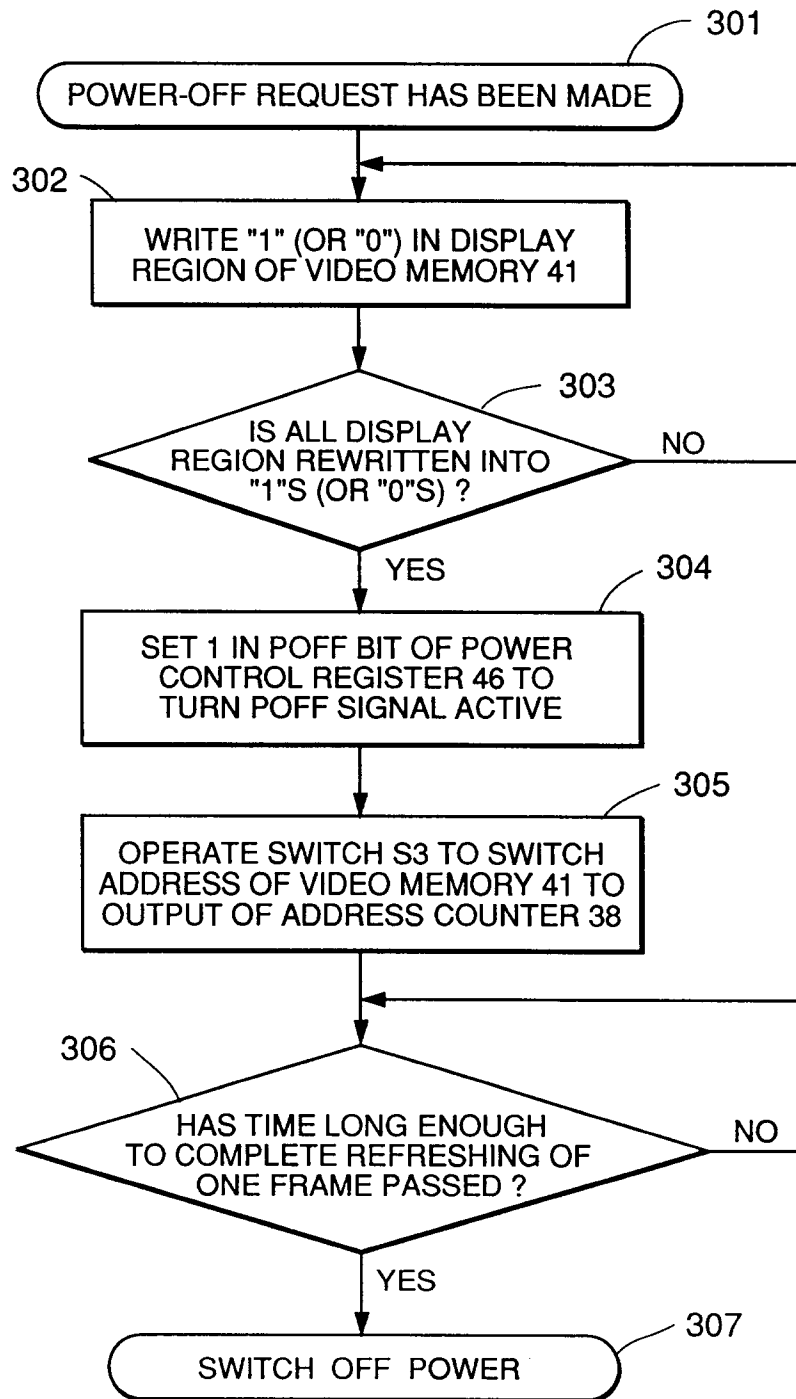 301
POWER-OFF REQUEST HAS BEEN MADE
302
WRITE "1" (OR "0") IN DISPLAY
REGION OF VIDEO MEMORY 41
303
IS ALL DISPLAY
REGION REWRITTEN INTO
"1"S (OR "0"S) ?
NO
YES
304
SET 1 IN POFF BIT OF POWER
CONTROL REGISTER 46 TO
TURN POFF SIGNAL ACTIVE
305
OPERATE SWITCH S3 TO SWITCH
ADDRESS OF VIDEO MEMORY 41 TO
OUTPUT OF ADDRESS COUNTER 38
306
HAS TIME LONG ENOUGH
TO COMPLETE REFRESHING OF
ONE FRAME PASSED ?
NO
YES
307
SWITCH OFF POWER